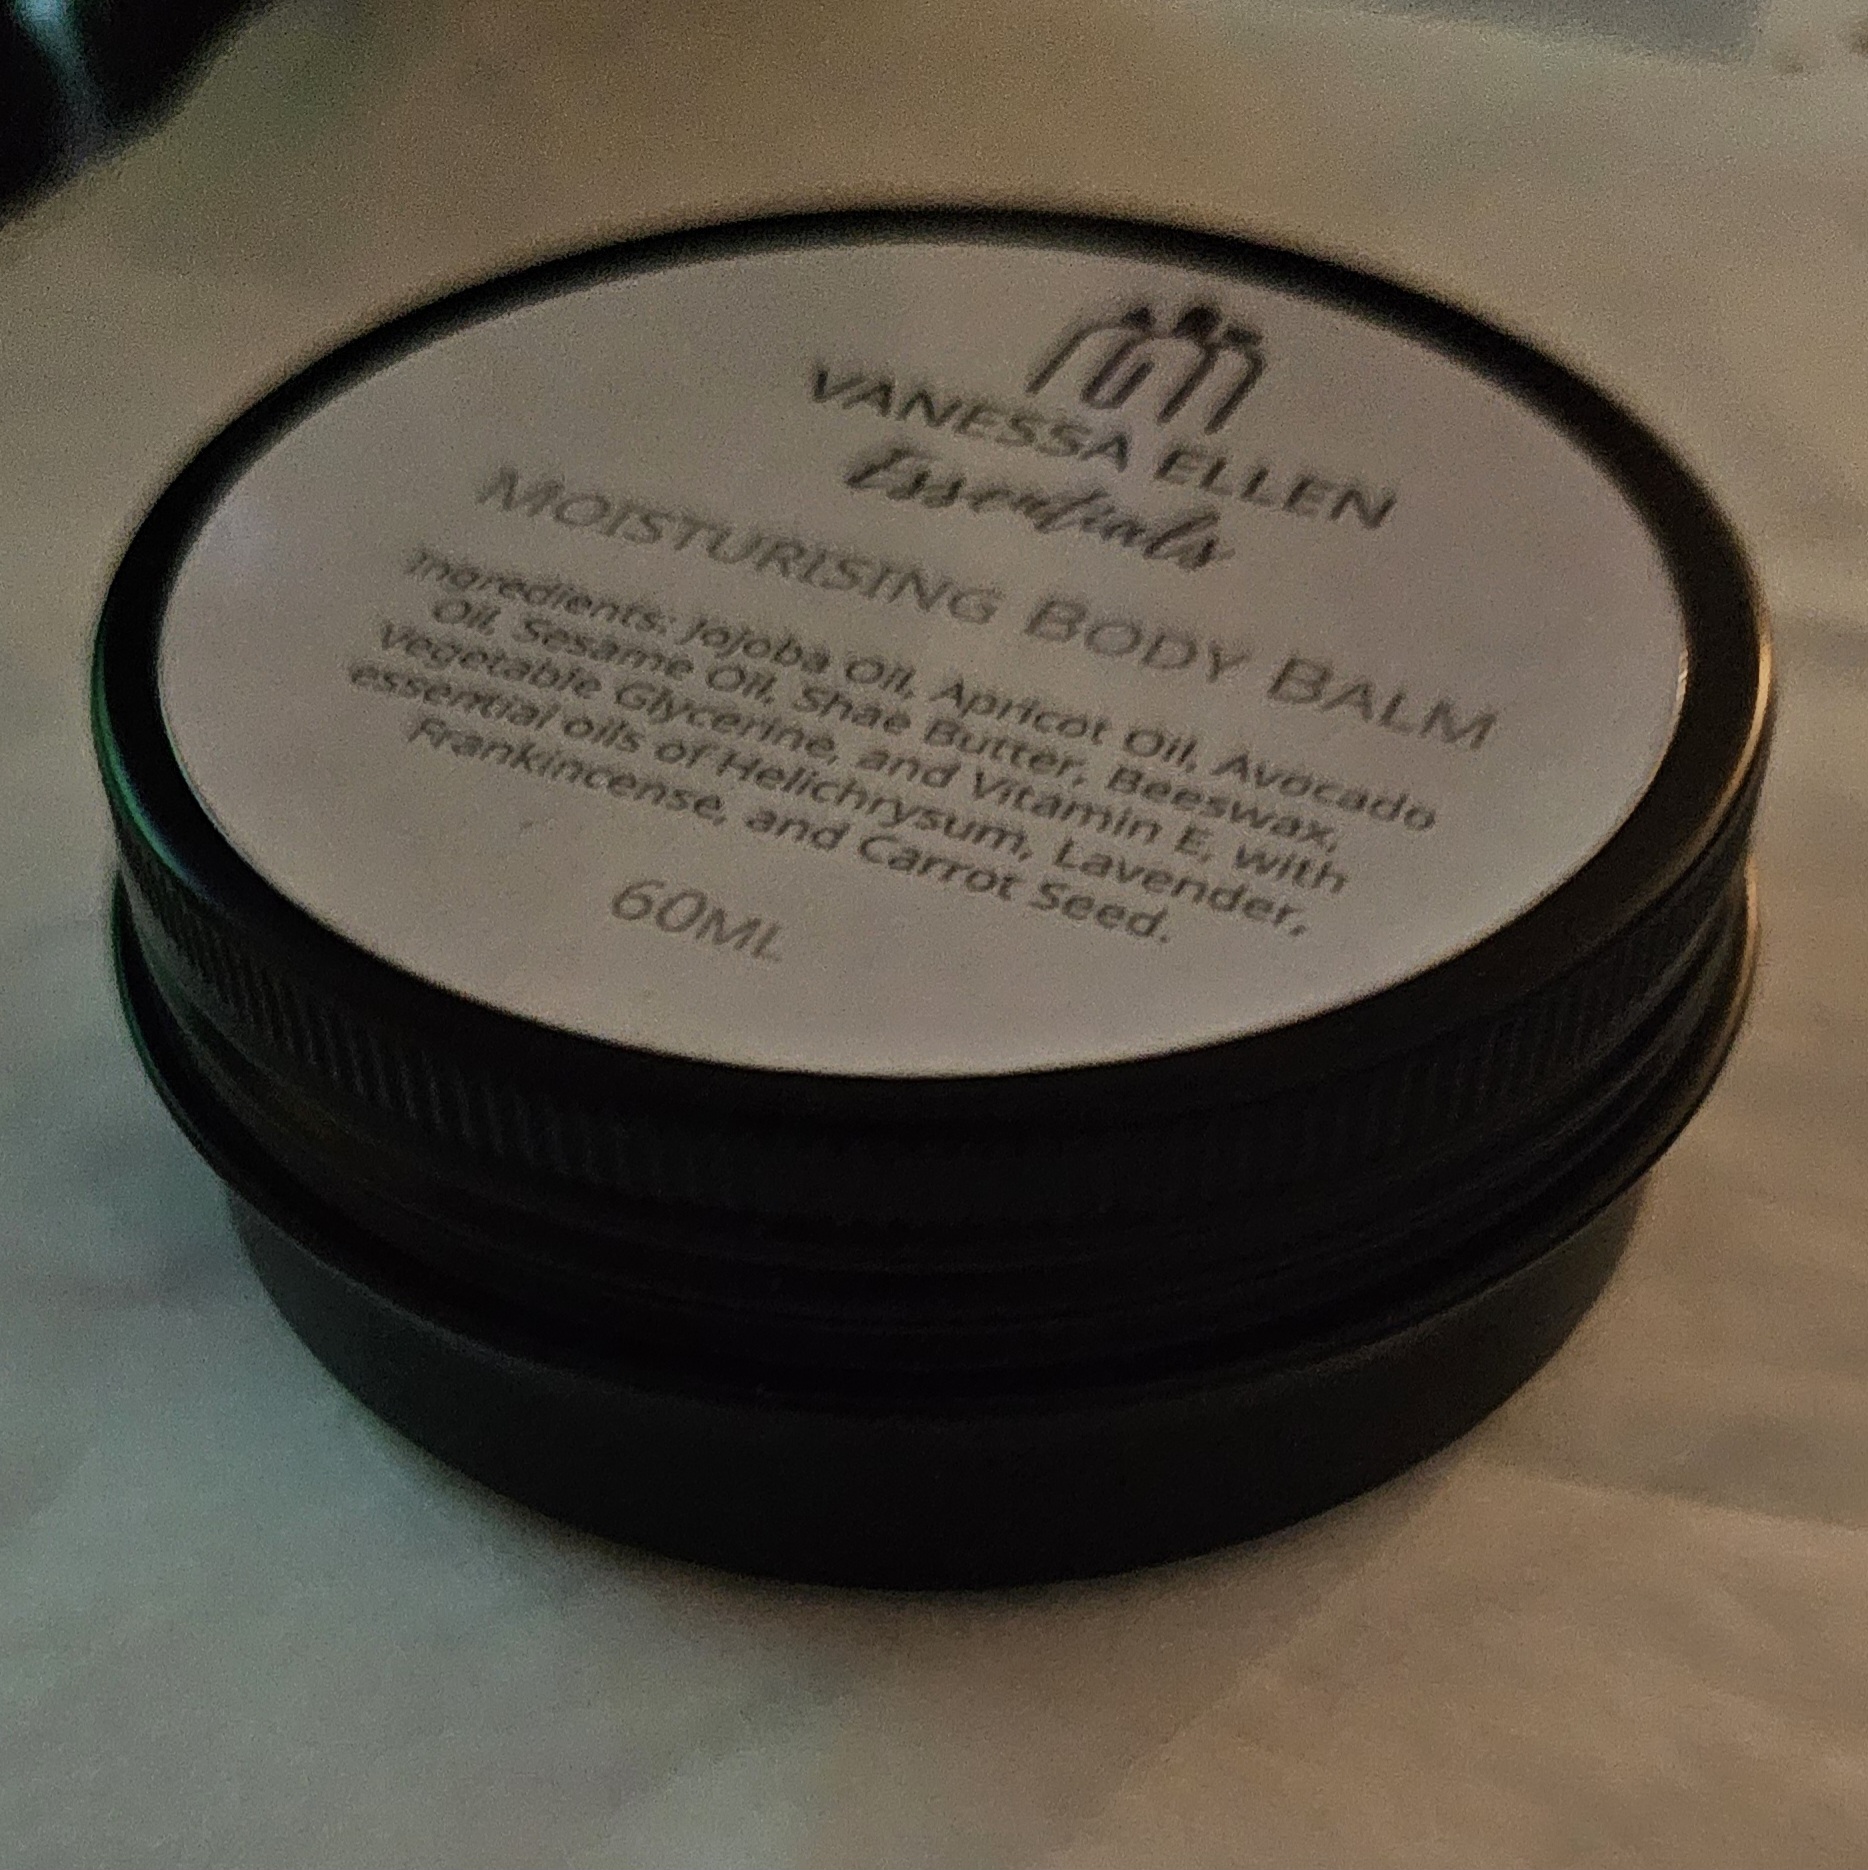 VANESSA ELLEN
Essentials
MOISTURISING BODY BALM
Ingredients: Jojoba Oil, Apricot Oil, Avocado
Oil, Sesame Oil, Shae Butter, Beeswax,
Vegetable Glycerine, and Vitamin E, with
essential oils of Helichrysum, Lavender,
Frankincense, and Carrot Seed.
60ML